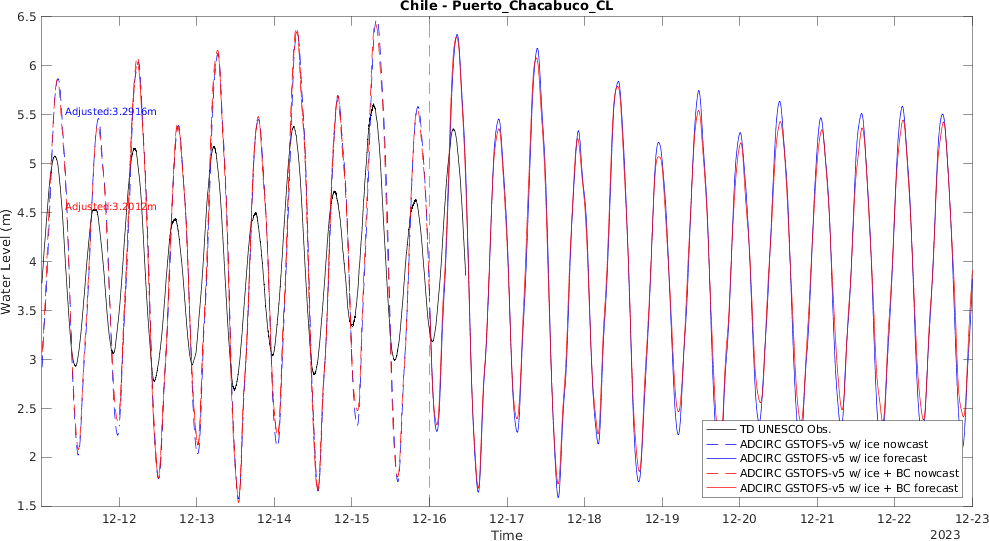 Chile - Puerto_Chacabuco_CL
Water Level (m)
6.5
6
5.5
5
4.5
4
3.5
3
2.5
2
1.5
Adjusted:3.2916m
Adjusted:3.2012m
TD UNESCO Obs.
ADCIRC GSTOFS-v5 w/ ice nowcast
ADCIRC GSTOFS-v5 w/ ice forecast
ADCIRC GSTOFS-v5 w/ ice + BC nowcast
ADCIRC GSTOFS-v5 w/ ice + BC forecast
12-12 12-13 12-14 12-15 12-16 12-17 12-18 12-19 12-20 12-21 12-22 12-23
Time
2023